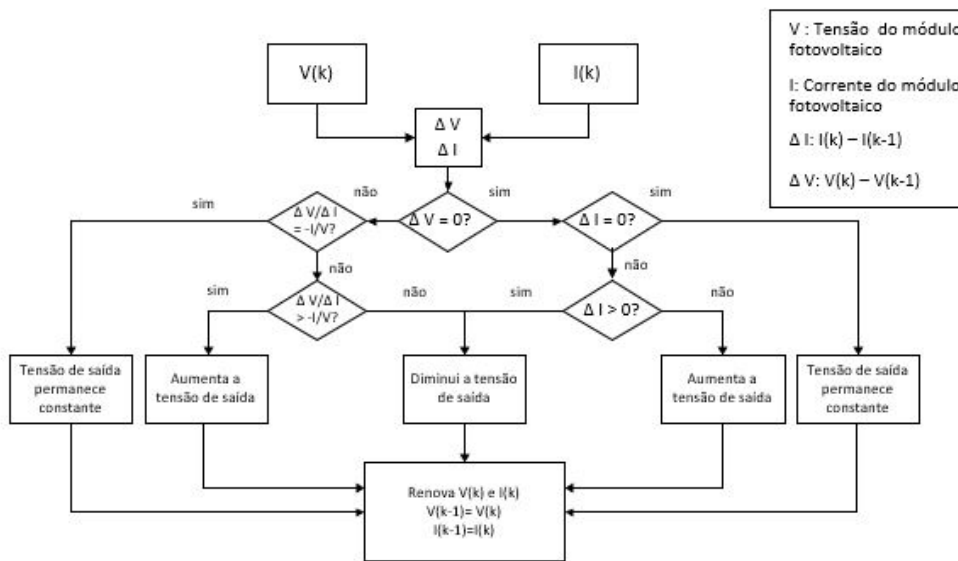 V(k)
I(k)
Δ V
Δ I
V : Tensão do módulo
fotovoltaico
I: Corrente do módulo
fotovoltaico
Δ I: I(k) – I(k-1)
Δ V: V(k) – V(k-1)
sim
não
sim
sim
Δ V/Δ I
= -I/V?
Δ V = 0?
Δ I = 0?
não
não
sim
não
sim
não
Δ V/Δ I
> -I/V?
Δ I > 0?
Tensão de saída
permanece
constante
Aumenta a
tensão de saída
Diminui a tensão
de saída
Aumenta a
tensão de saída
Tensão de saída
permanece
constante
Renova V(k) e I(k)
V(k-1)= V(k)
I(k-1)=I(k)